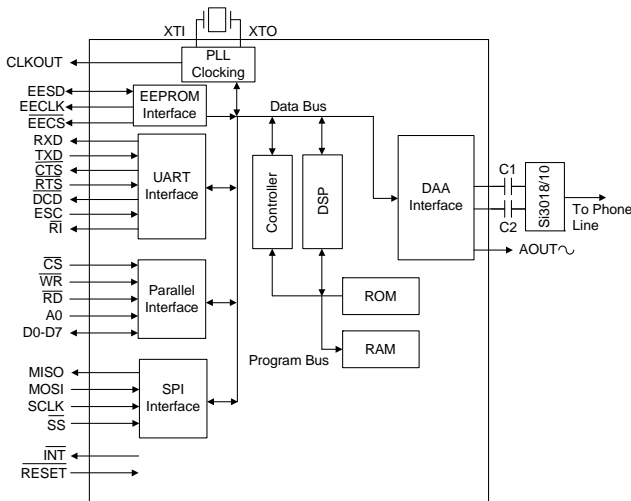 XTI XTO
CLKOUT
PLL
Clocking
EESD
EECLK
EECS
EEPROM
Interface
Data Bus
RXD
TXD
CTS
RTS
DCD
ESC
RI
UART
Interface
Controller
DSP
DAA
Interface
C1
C2
Si3018/10
To Phone
Line
AOUT
CS
WR
RD
A0
D0-D7
Parallel
Interface
ROM
RAM
Program Bus
MISO
MOSI
SCLK
SS
SPI
Interface
INT
RESET